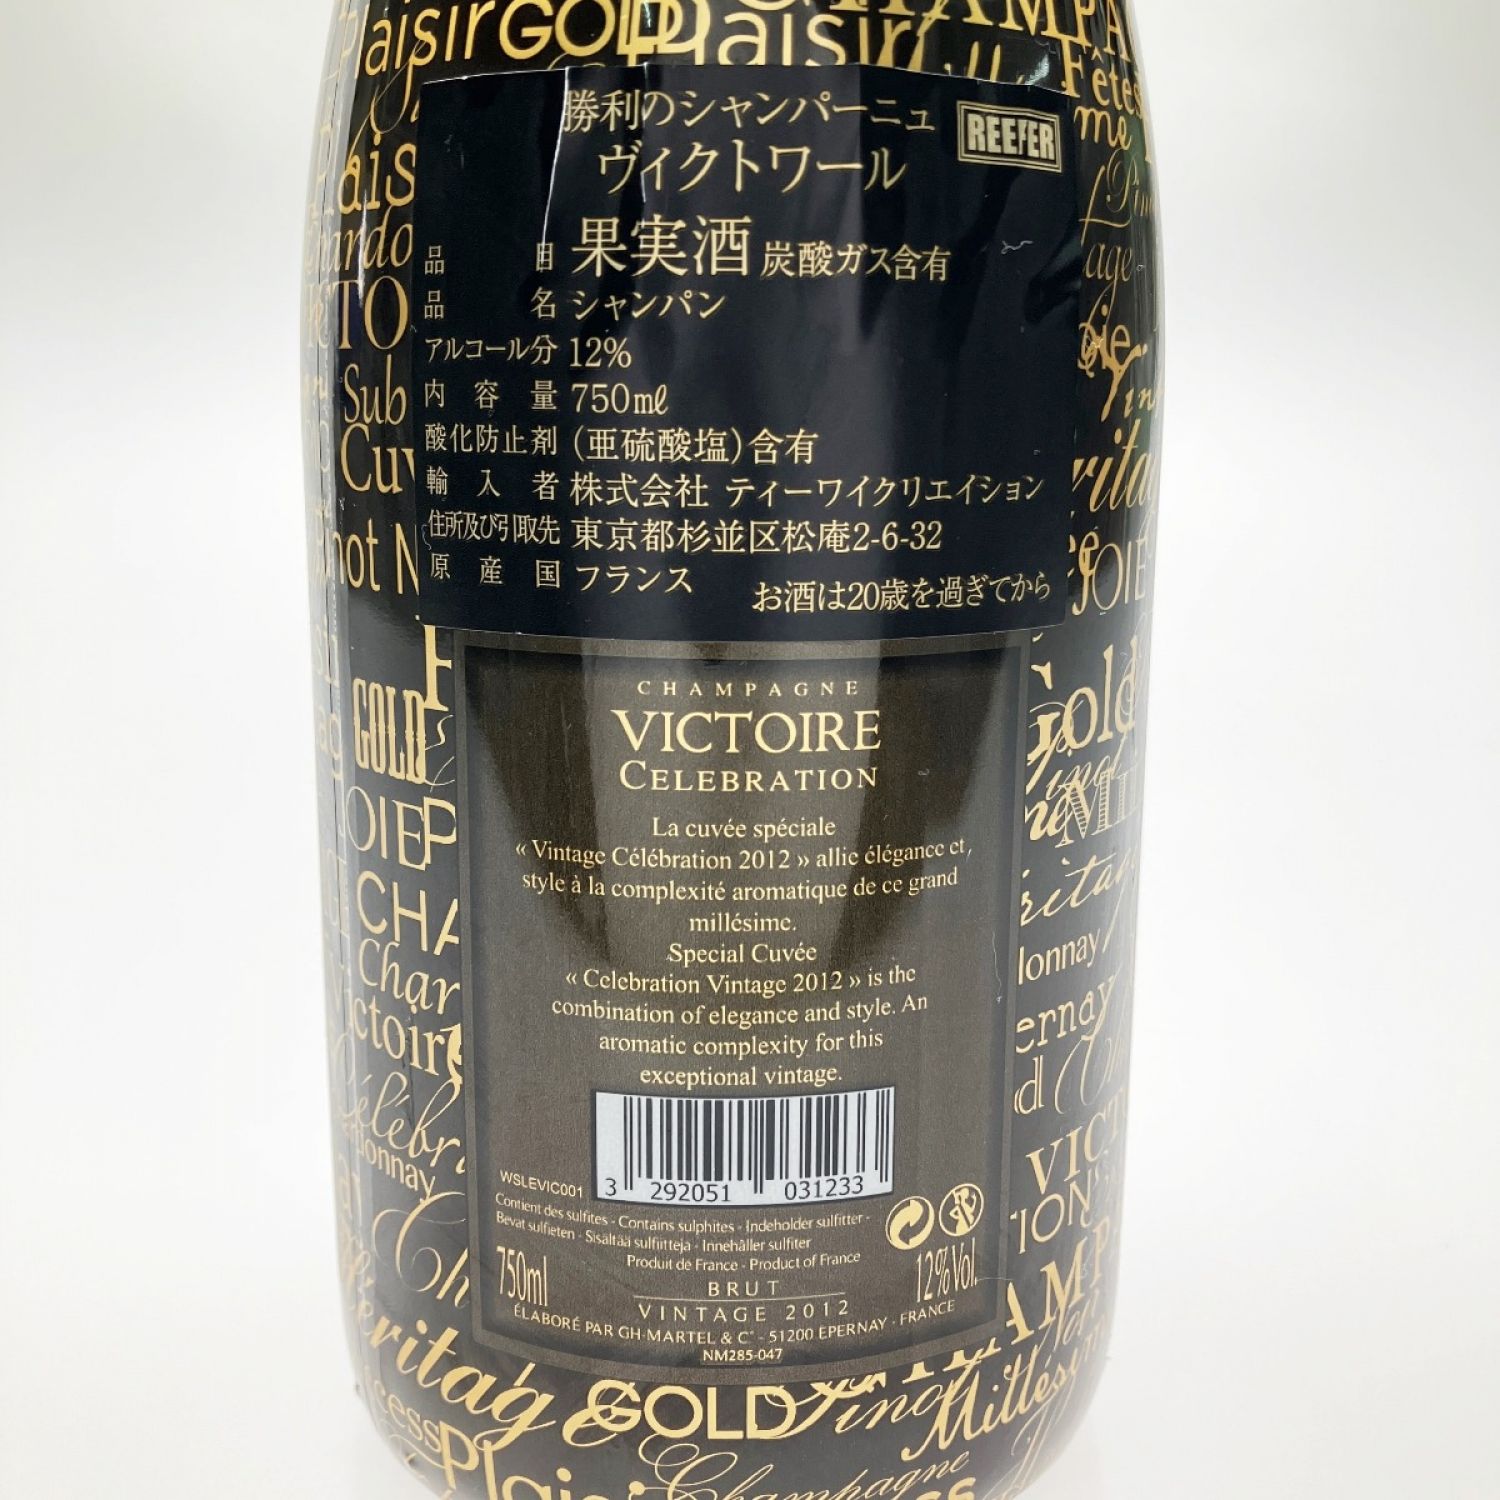 Plaisir GOLD Plaisir
勝利のシャンパーニュ
ヴィクトワール
REEFER
品目 果実酒 炭酸ガス含有
品名 シャンパン
アルコール分 12%
内容量 750mℓ
酸化防止剤 (亜硫酸塩)含有
輸入者 株式会社 ティーワイクリエイション
住所及び引取先 東京都杉並区松庵2-6-32
原産国 フランス
お酒は20歳を過ぎてから
CHAMPAGNE
VICTOIRE
CELEBRATION
La cuvée spéciale
« Vintage Célébration 2012 » allie élégance et
style à la complexité aromatique de ce grand
millésime.
Special Cuvée
« Celebration Vintage 2012 » is the
combination of elegance and style. An
aromatic complexity for this
exceptional vintage.
WSLEVIC001
3 292051 031233
Contient des sulfites - Contains sulphites - Indeholder sulfitter -
Bevat sulfieten - Sisältää sulfiitteja - Innehåller sulfiter
Produit de France - Product of France
750ml
12%Vol.
BRUT
VINTAGE 2012
ÉLABORÉ PAR GH-MARTEL & C° - 51200 EPERNAY - FRANCE
NM285-047
GOLD
Gold
GOLD
Champagne